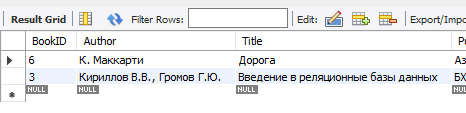 Result Grid Filter Rows: Edit: Export/Impo
BookID Author Title
6 К. Маккарти Дорога Аз
3 Кириллов В.В., Громов Г.Ю. Введение в реляционные базы данных БХ
NULL NULL NULL NULL